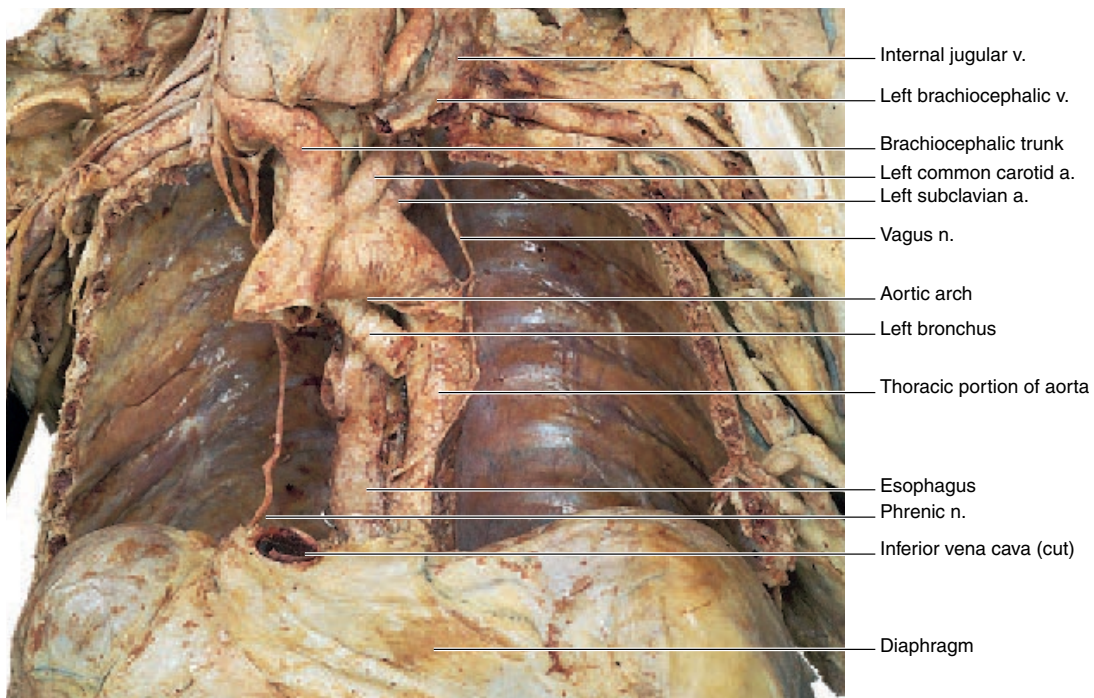 Internal jugular v.
Left brachiocephalic v.
Brachiocephalic trunk
Left common carotid a.
Left subclavian a.
Vagus n.
Aortic arch
Left bronchus
Thoracic portion of aorta
Esophagus
Phrenic n.
Inferior vena cava (cut)
Diaphragm